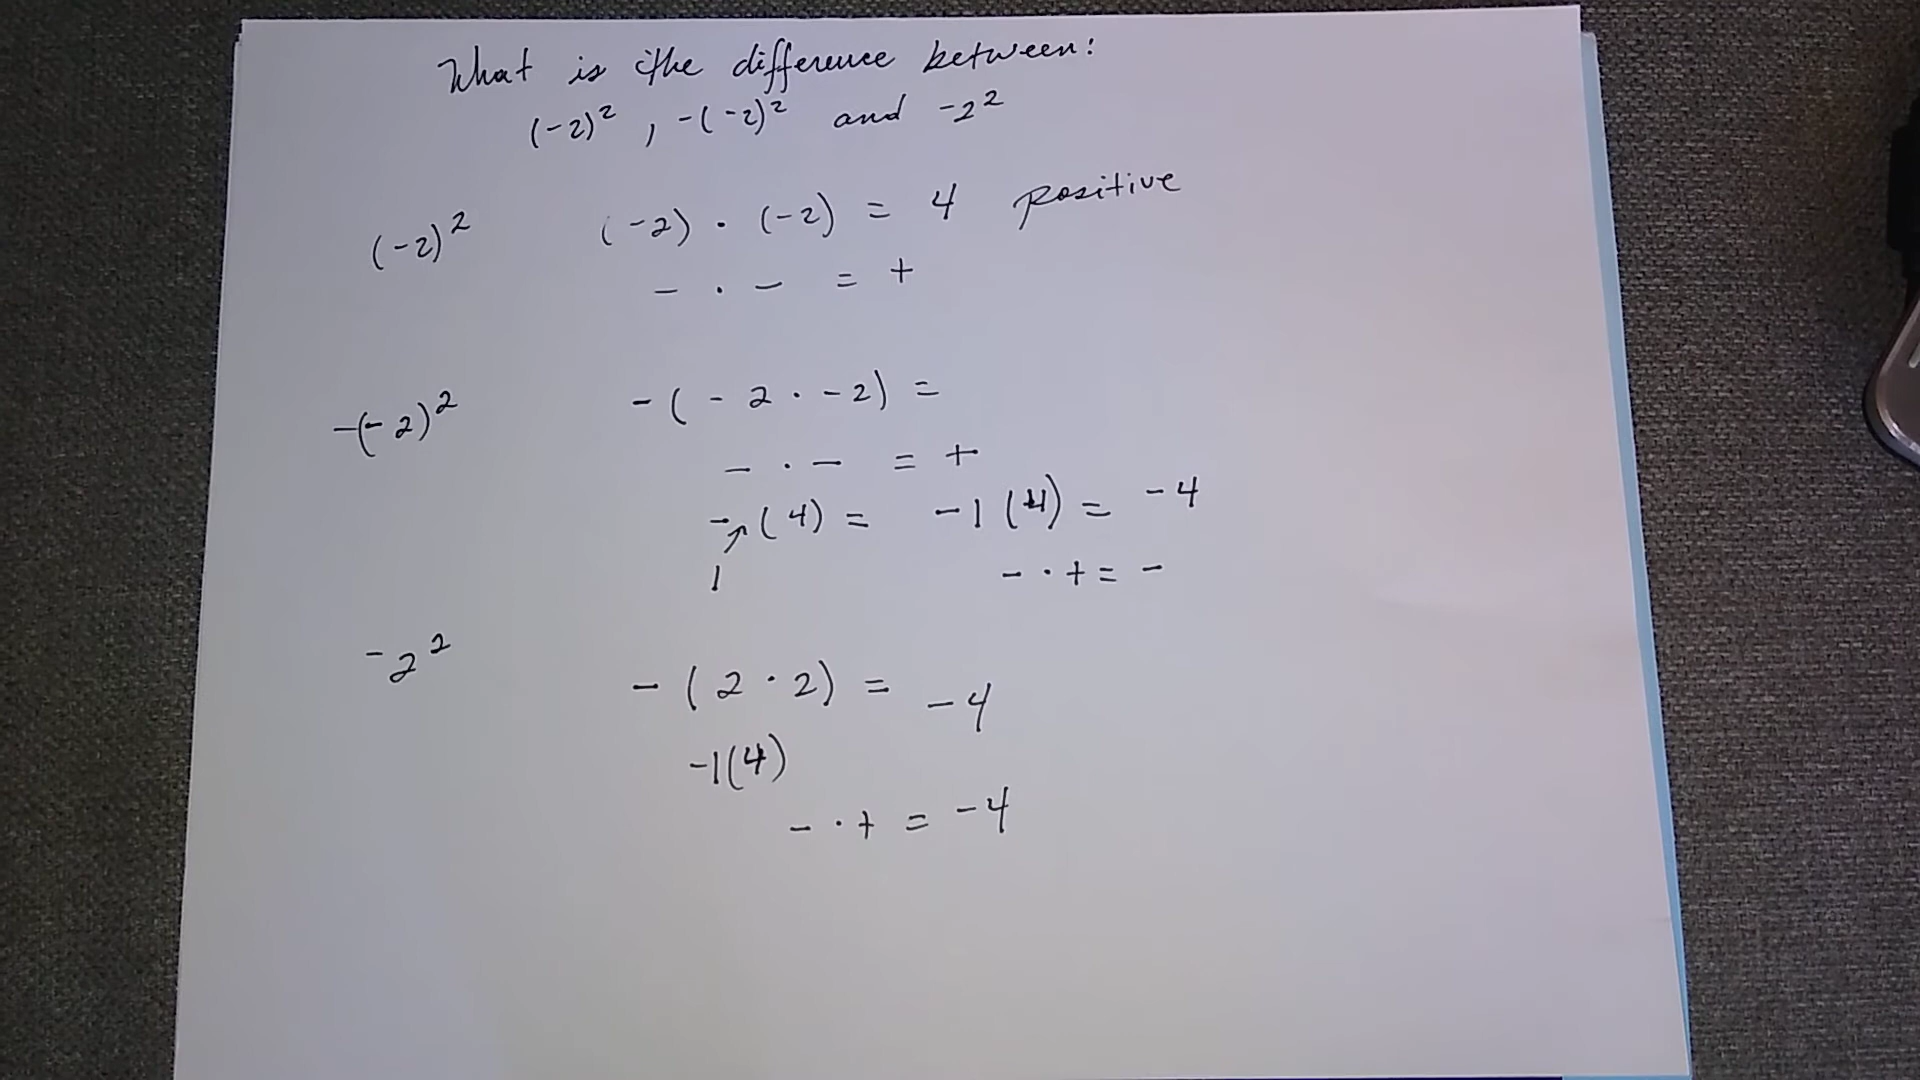 What is the difference between:
(-2)², -(-2)² and -2²
(-2)² (-2) · (-2) = 4 positive
- · - = +
-(-2)² -(-2 · -2) =
- · - = +
-(4) = -1(4) = -4
1 - · + = -
-2² -(2 · 2) = -4
-1(4)
- · + = -4